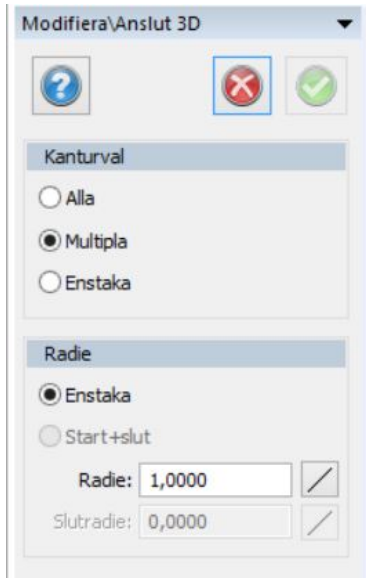 Modifiera\Anslut 3D
Kanturval
Alla
Multipla
Enstaka
Radie
Enstaka
Start+slut
Radie: 1,0000
Slutradie: 0,0000